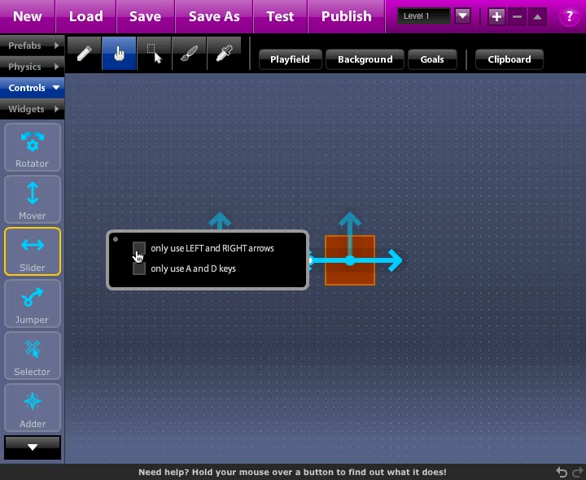 New Load Save Save As Test Publish Level 1 ?
Prefabs
Physics
Controls
Widgets
Playfield Background Goals Clipboard
Rotator
Mover
Slider
Jumper
Selector
Adder
only use LEFT and RIGHT arrows
only use A and D keys
Need help? Hold your mouse over a button to find out what it does!